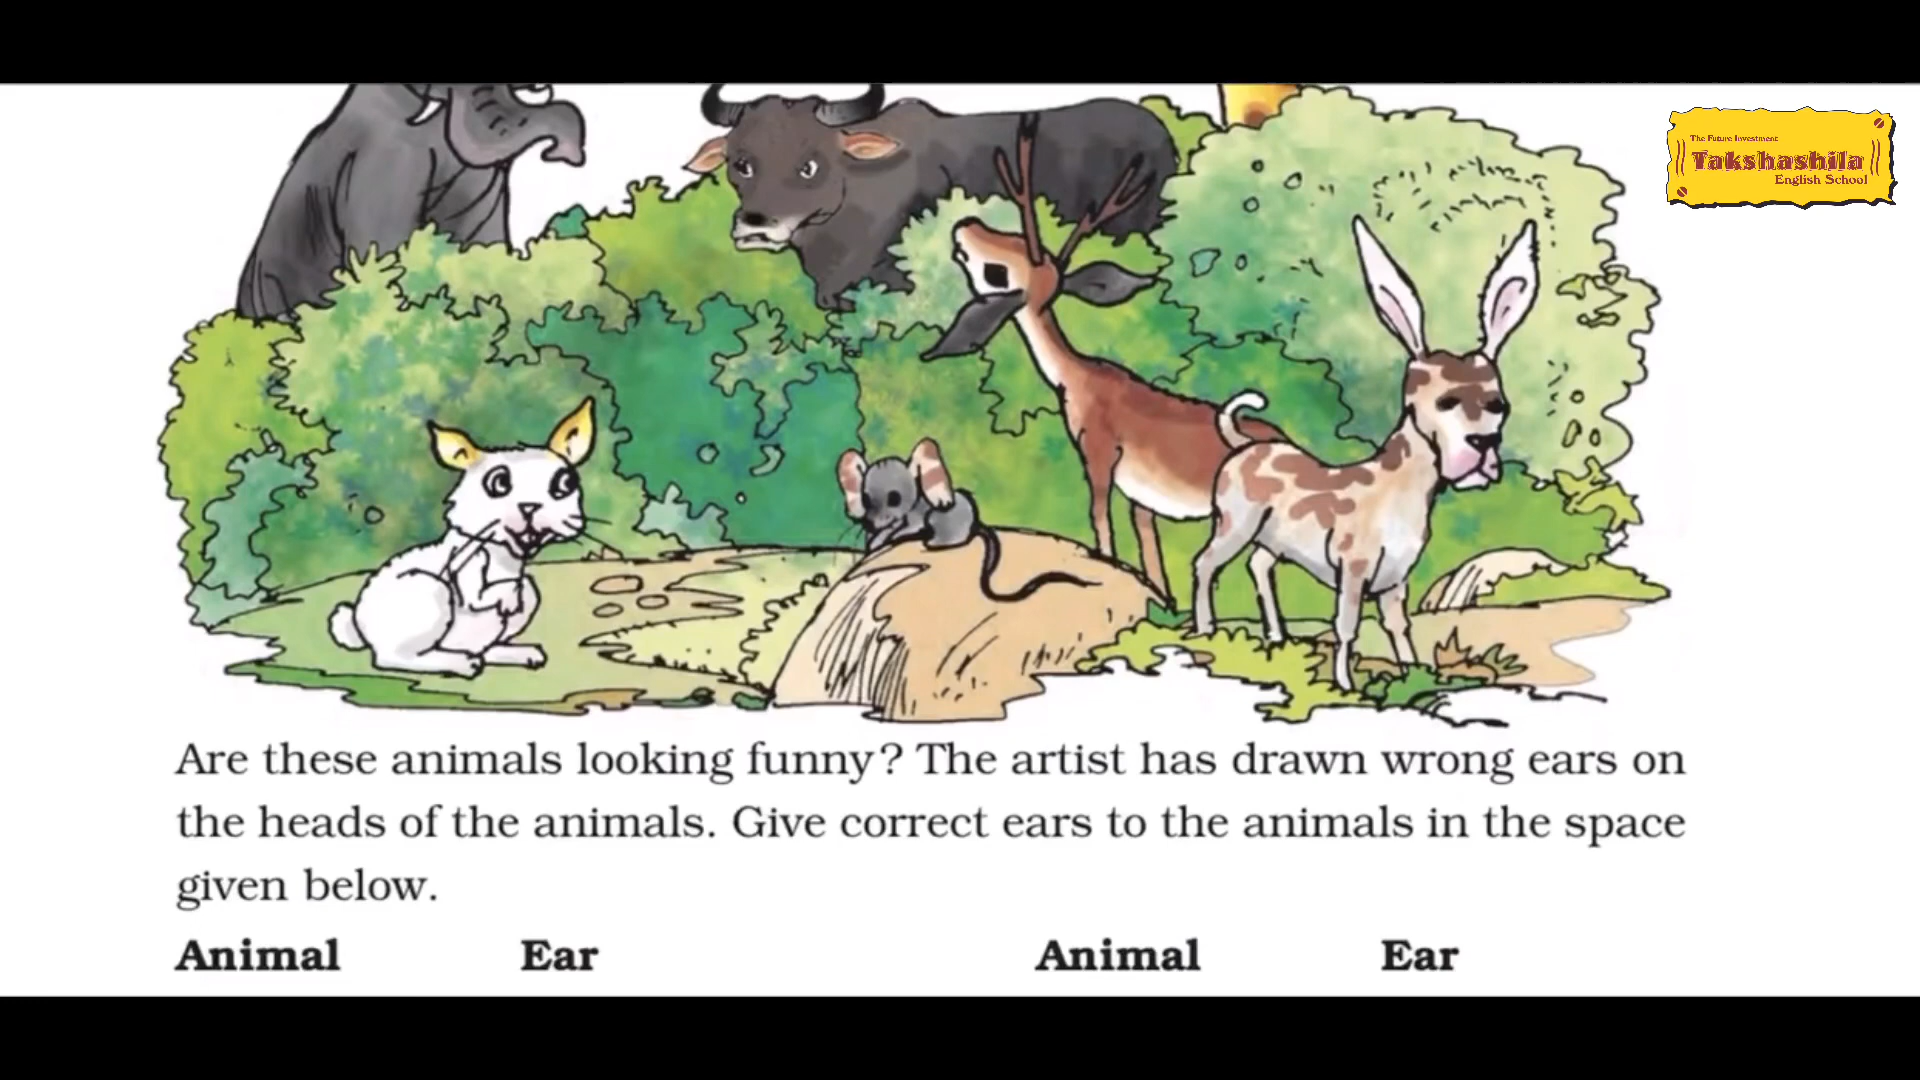 The Future Investment
Takshashila
English School
Are these animals looking funny? The artist has drawn wrong ears on
the heads of the animals. Give correct ears to the animals in the space
given below.
Animal Ear Animal Ear